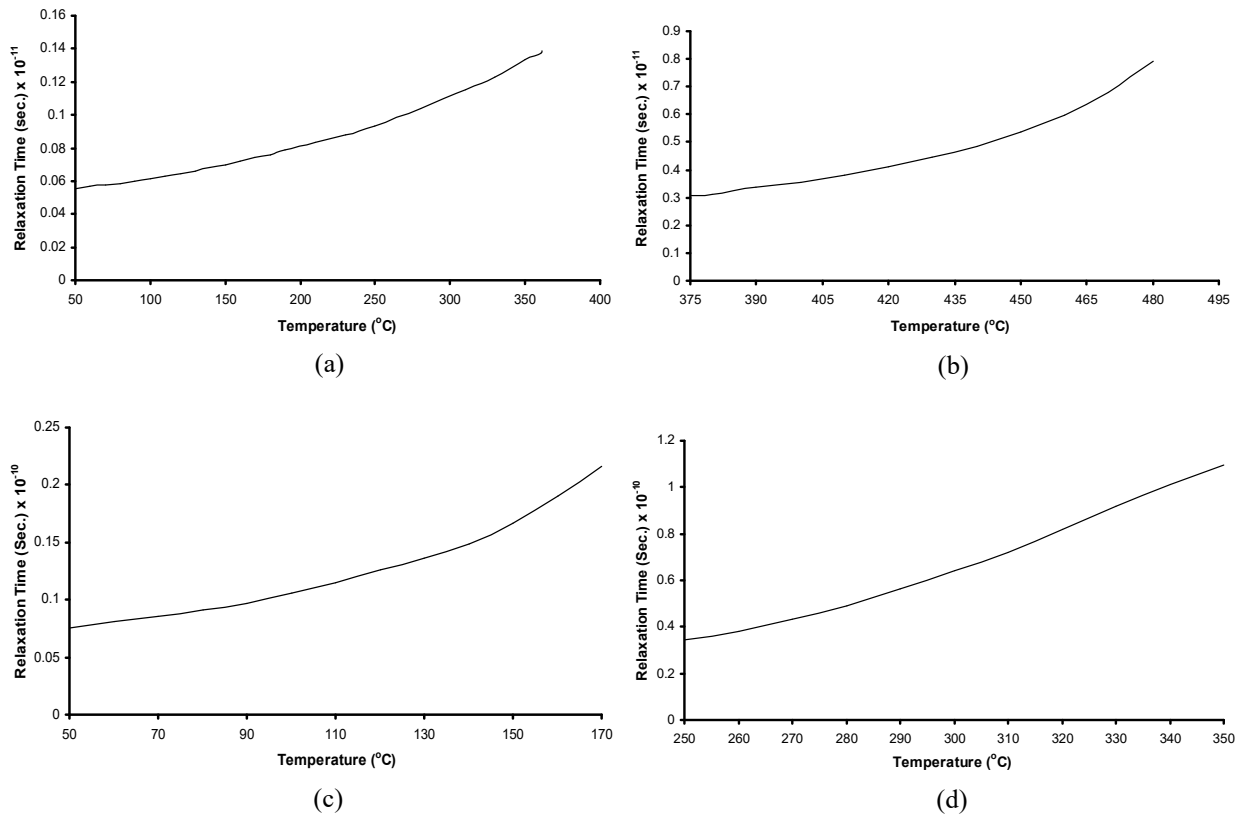 Relaxation Time (sec.) x 10⁻¹¹
0.16
0.14
0.12
0.1
0.08
0.06
0.04
0.02
0
50 100 150 200 250 300 350 400
Temperature (°C)
(a)
Relaxation Time (sec.) x 10⁻¹¹
0.9
0.8
0.7
0.6
0.5
0.4
0.3
0.2
0.1
0
375 390 405 420 435 450 465 480 495
Temperature (°C)
(b)
Relaxation Time (Sec.) x 10⁻¹⁰
0.25
0.2
0.15
0.1
0.05
0
50 70 90 110 130 150 170
Temperature (°C)
(c)
Relaxation Time (Sec.) x 10⁻¹⁰
1.2
1
0.8
0.6
0.4
0.2
0
250 260 270 280 290 300 310 320 330 340 350
Temperature (°C)
(d)